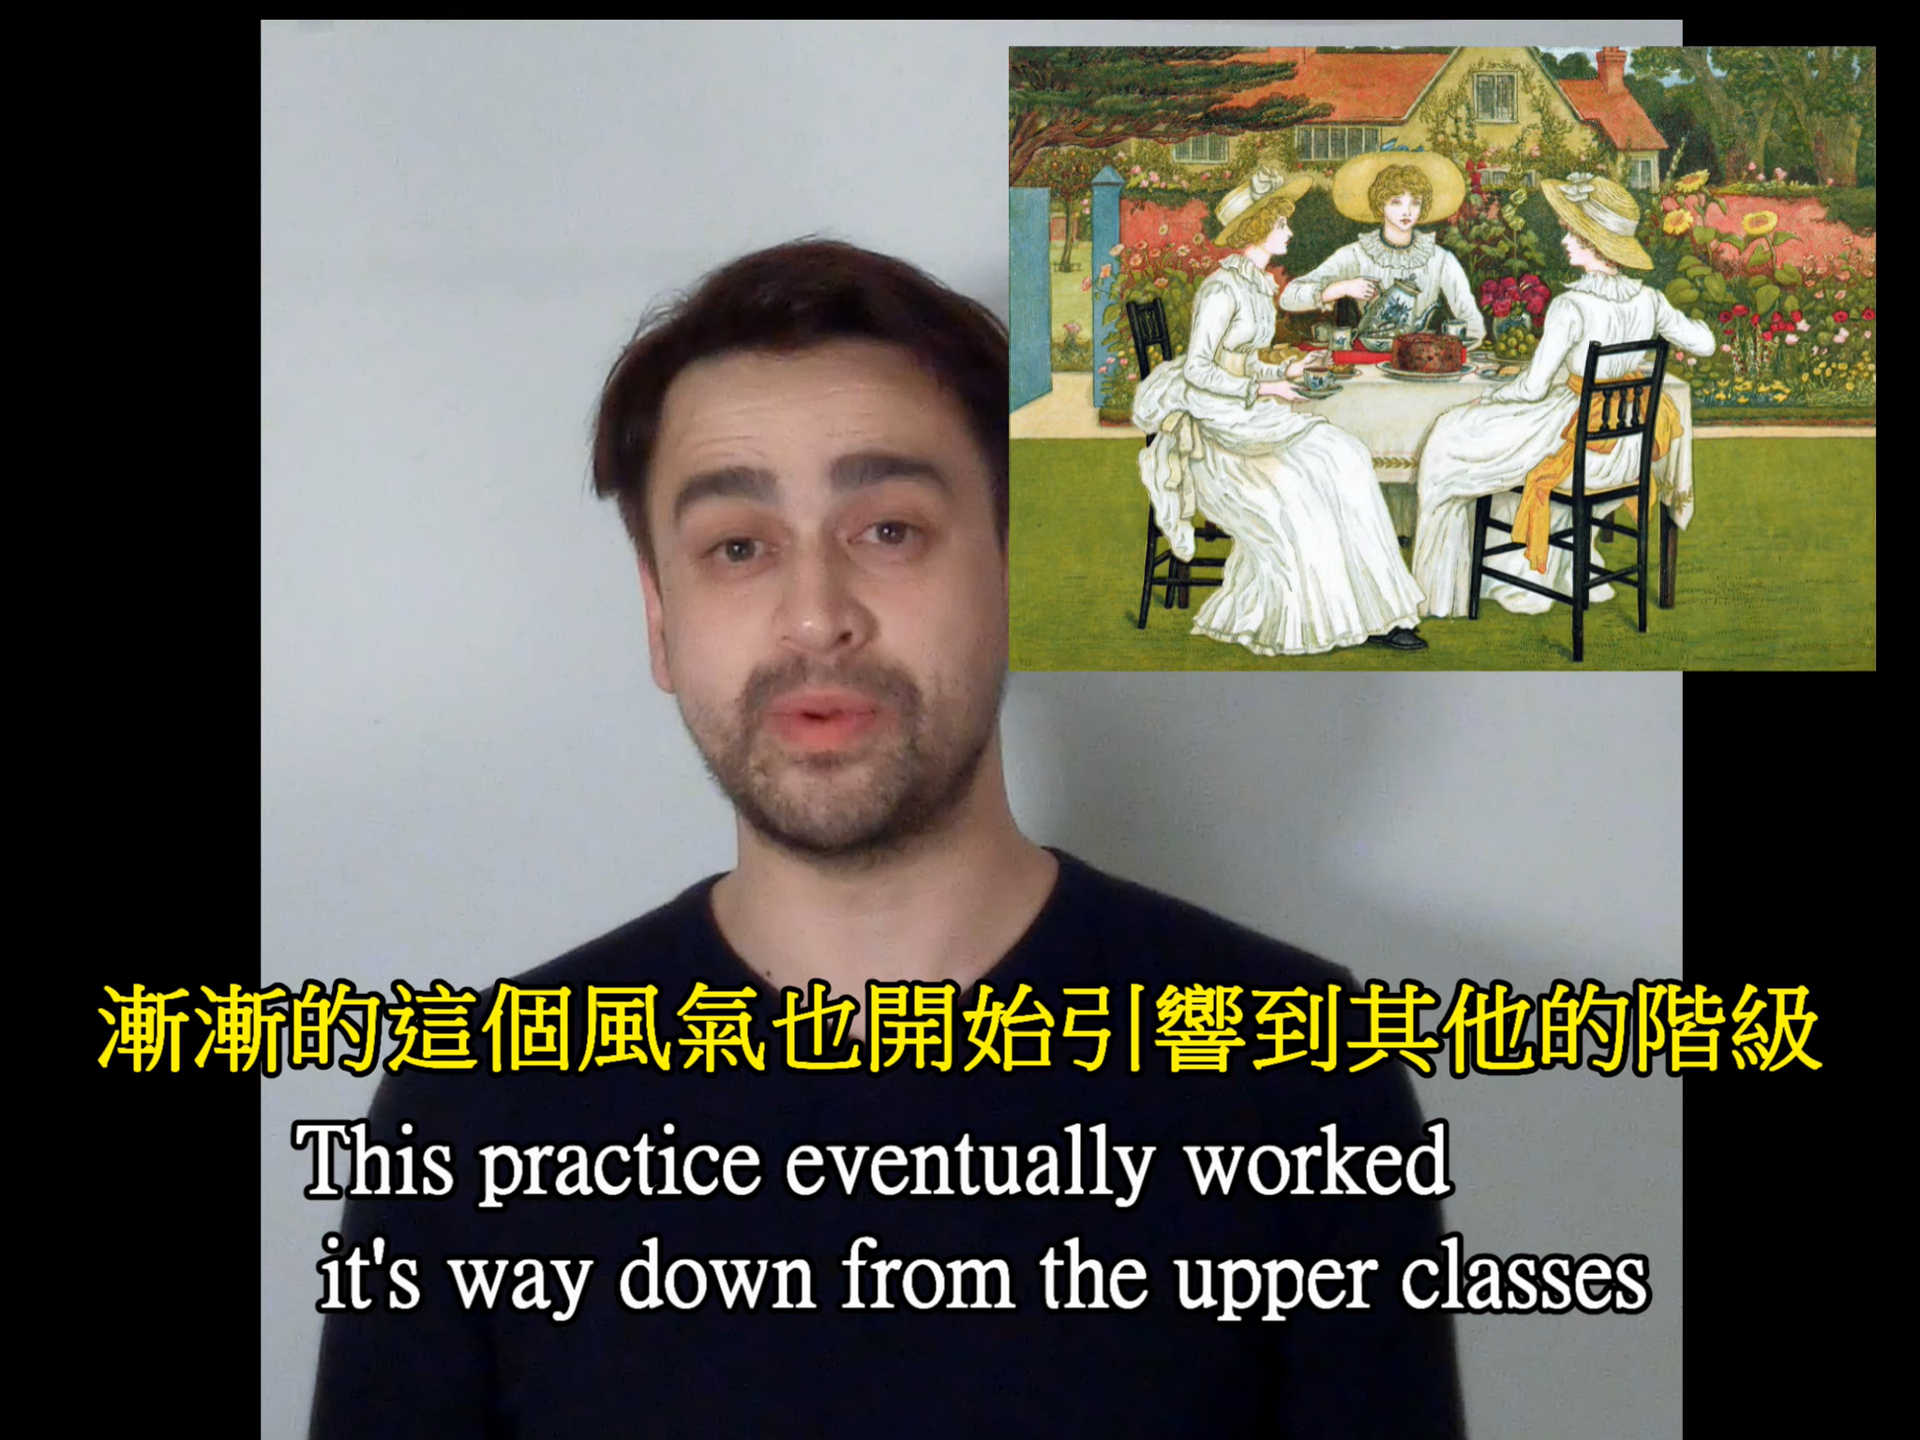 漸漸的這個風氣也開始引響到其他的階級
This practice eventually worked
it's way down from the upper classes